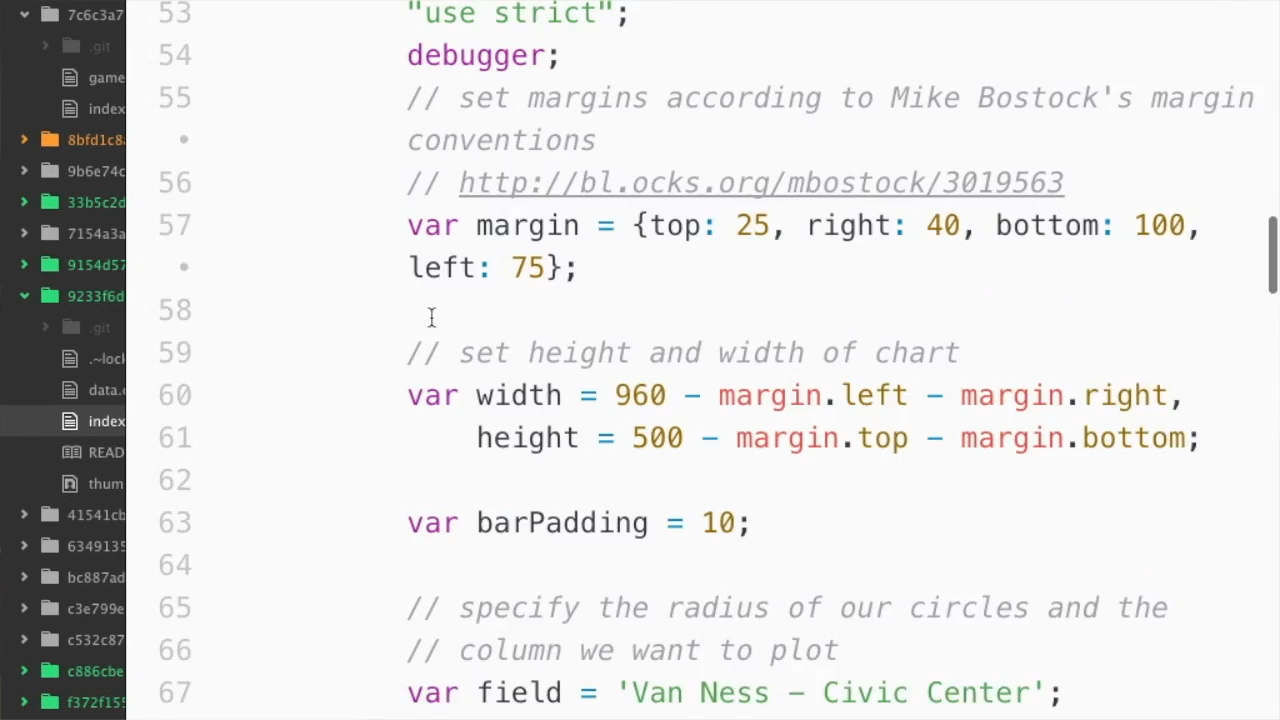 7c6c3a7
.git
game
index
8bfd1c8
9b6e74c
33b5c2d
7154a3a
9154d57
9233f6d
.git
.~lock
data.
index
READ
thum
41541cb
6349135
bc887ad
c3e799e
c532c87
c886cbe
f372f155
53 "use strict";
54 debugger;
55 // set margins according to Mike Bostock's margin
• conventions
56 // http://bl.ocks.org/mbostock/3019563
57 var margin = {top: 25, right: 40, bottom: 100,
• left: 75};
58
59 // set height and width of chart
60 var width = 960 - margin.left - margin.right,
61 height = 500 - margin.top - margin.bottom;
62
63 var barPadding = 10;
64
65 // specify the radius of our circles and the
66 // column we want to plot
67 var field = 'Van Ness - Civic Center';